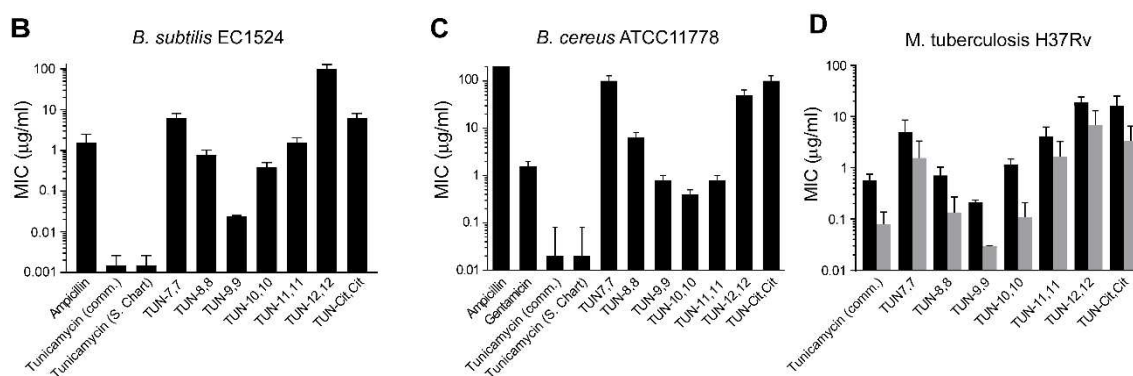 B
B. subtilis EC1524
MIC (µg/ml)
100
10
1
0.1
0.01
0.001
Ampicillin
Tunicamycin (comm.)
Tunicamycin (S. Chart)
TUN-7,7
TUN-8,8
TUN-9,9
TUN-10,10
TUN-11,11
TUN-12,12
TUN-Cit,Cit
C
B. cereus ATCC11778
MIC (µg/ml)
100
10
1
0.1
0.01
Ampicillin
Gentamicin
Tunicamycin (comm.)
Tunicamycin (S. Chart)
TUN7,7
TUN-8,8
TUN-9,9
TUN-10,10
TUN-11,11
TUN-12,12
TUN-Cit,Cit
D
M. tuberculosis H37Rv
MIC (µg/ml)
100
10
1
0.1
0.01
Tunicamycin (comm.)
TUN7,7
TUN-8,8
TUN-9,9
TUN-10,10
TUN-11,11
TUN-12,12
TUN-Cit,Cit